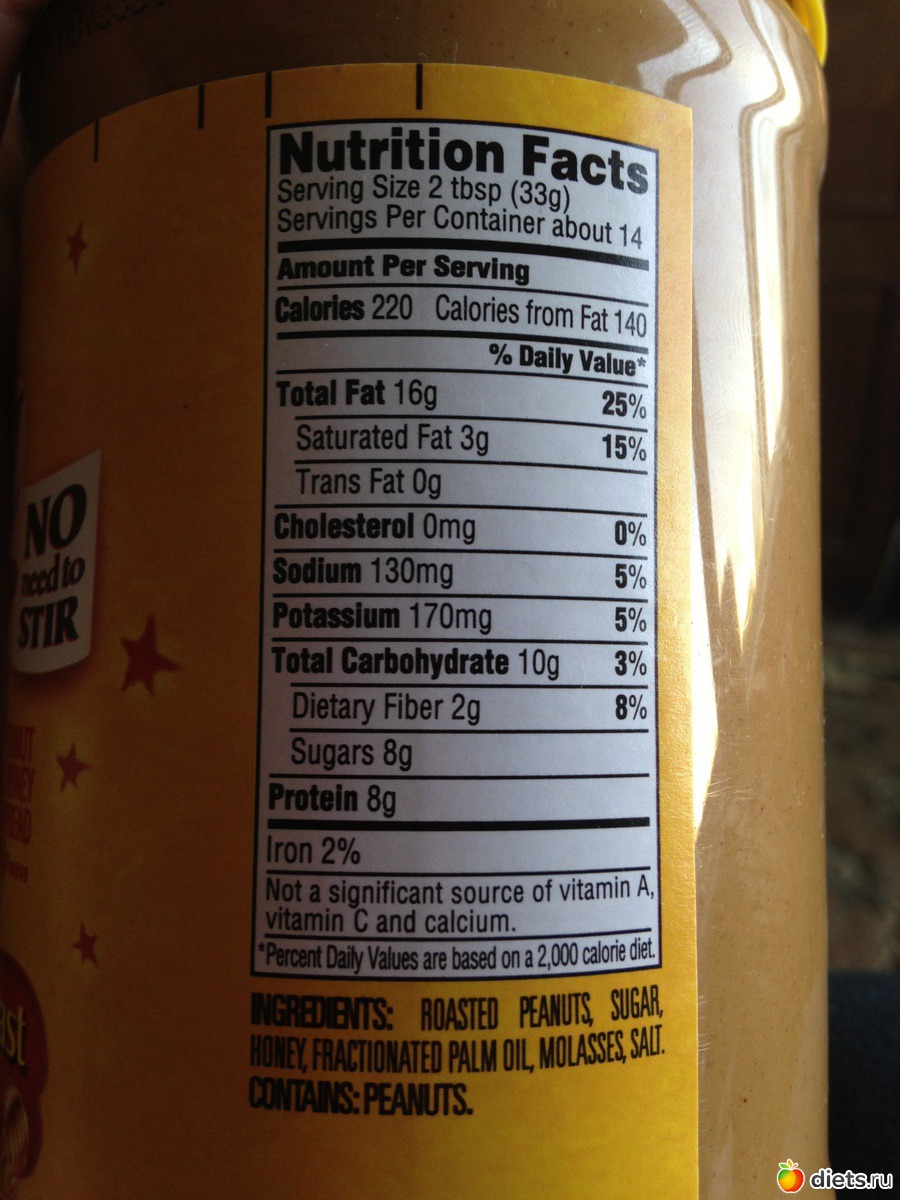 NO
need to
STIR
Nutrition Facts
Serving Size 2 tbsp (33g)
Servings Per Container about 14
Amount Per Serving
Calories 220 Calories from Fat 140
% Daily Value*
Total Fat 16g 25%
Saturated Fat 3g 15%
Trans Fat 0g
Cholesterol 0mg 0%
Sodium 130mg 5%
Potassium 170mg 5%
Total Carbohydrate 10g 3%
Dietary Fiber 2g 8%
Sugars 8g
Protein 8g
Iron 2%
Not a significant source of vitamin A,
vitamin C and calcium.
*Percent Daily Values are based on a 2,000 calorie diet.
INGREDIENTS: ROASTED PEANUTS, SUGAR,
HONEY, FRACTIONATED PALM OIL, MOLASSES, SALT.
CONTAINS: PEANUTS.
diets.ru